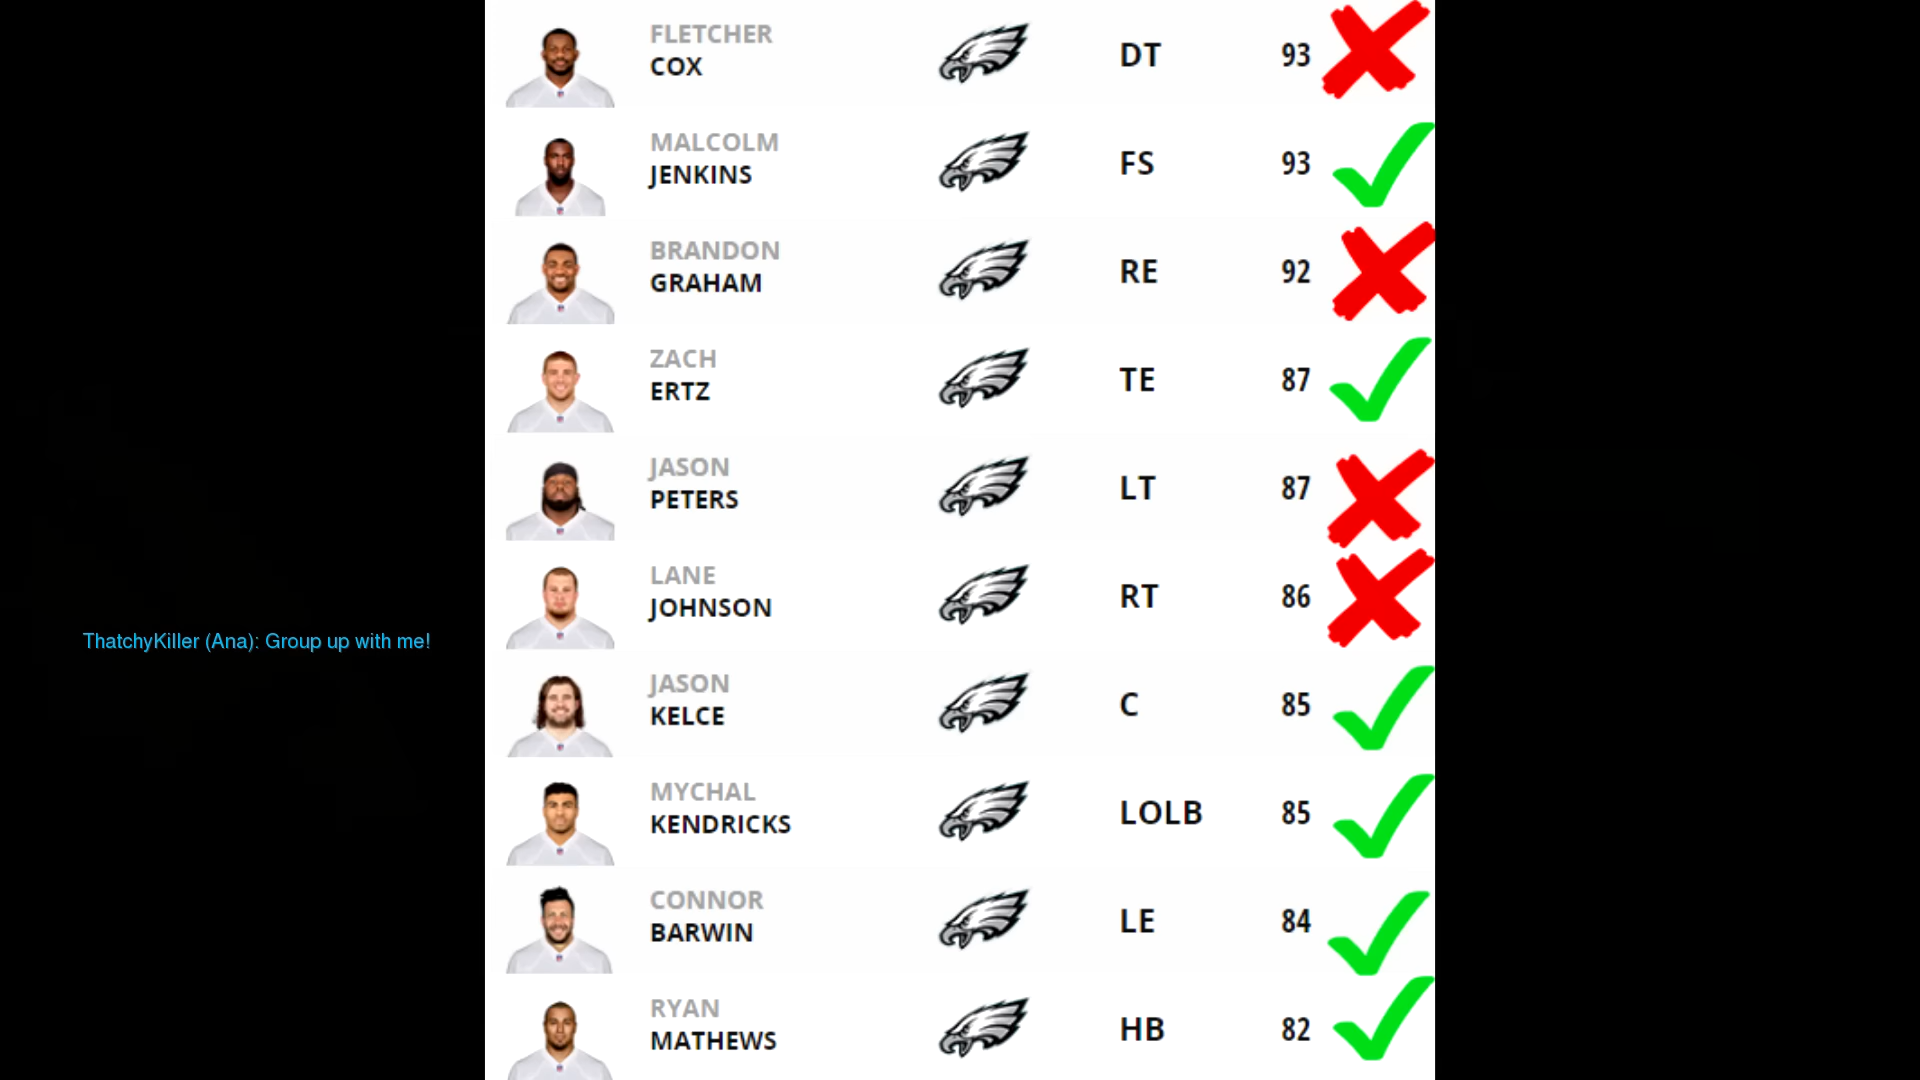 FLETCHER
COX
DT
93
MALCOLM
JENKINS
FS
93
BRANDON
GRAHAM
RE
92
ZACH
ERTZ
TE
87
JASON
PETERS
LT
87
LANE
JOHNSON
RT
86
ThatchyKiller (Ana): Group up with me!
JASON
KELCE
C
85
MYCHAL
KENDRICKS
LOLB
85
CONNOR
BARWIN
LE
84
RYAN
MATHEWS
HB
82